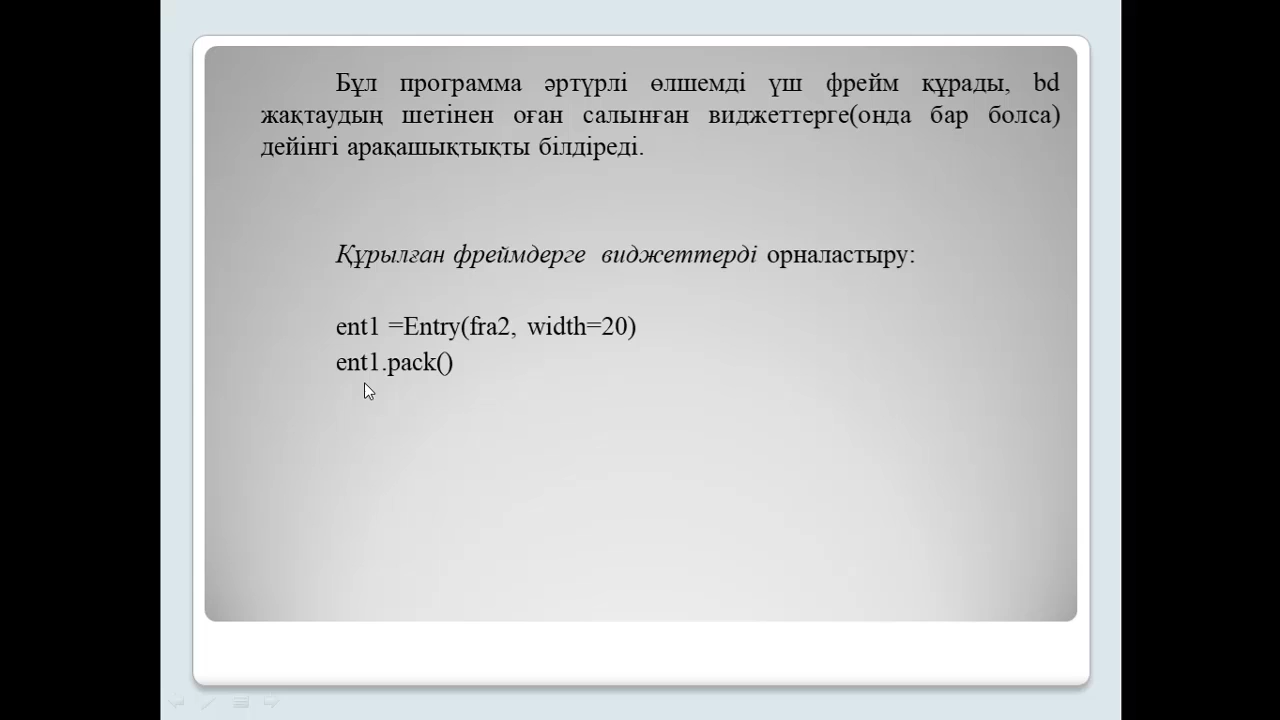 Бұл программа әртүрлі өлшемді үш фрейм құрады, bd
жақтаудың шетінен оған салынған виджеттерге(онда бар болса)
дейінгі арақашықтықты білдіреді.
Құрылған фреймдерге виджеттерді орналастыру:
ent1 =Entry(fra2, width=20)
ent1.pack()